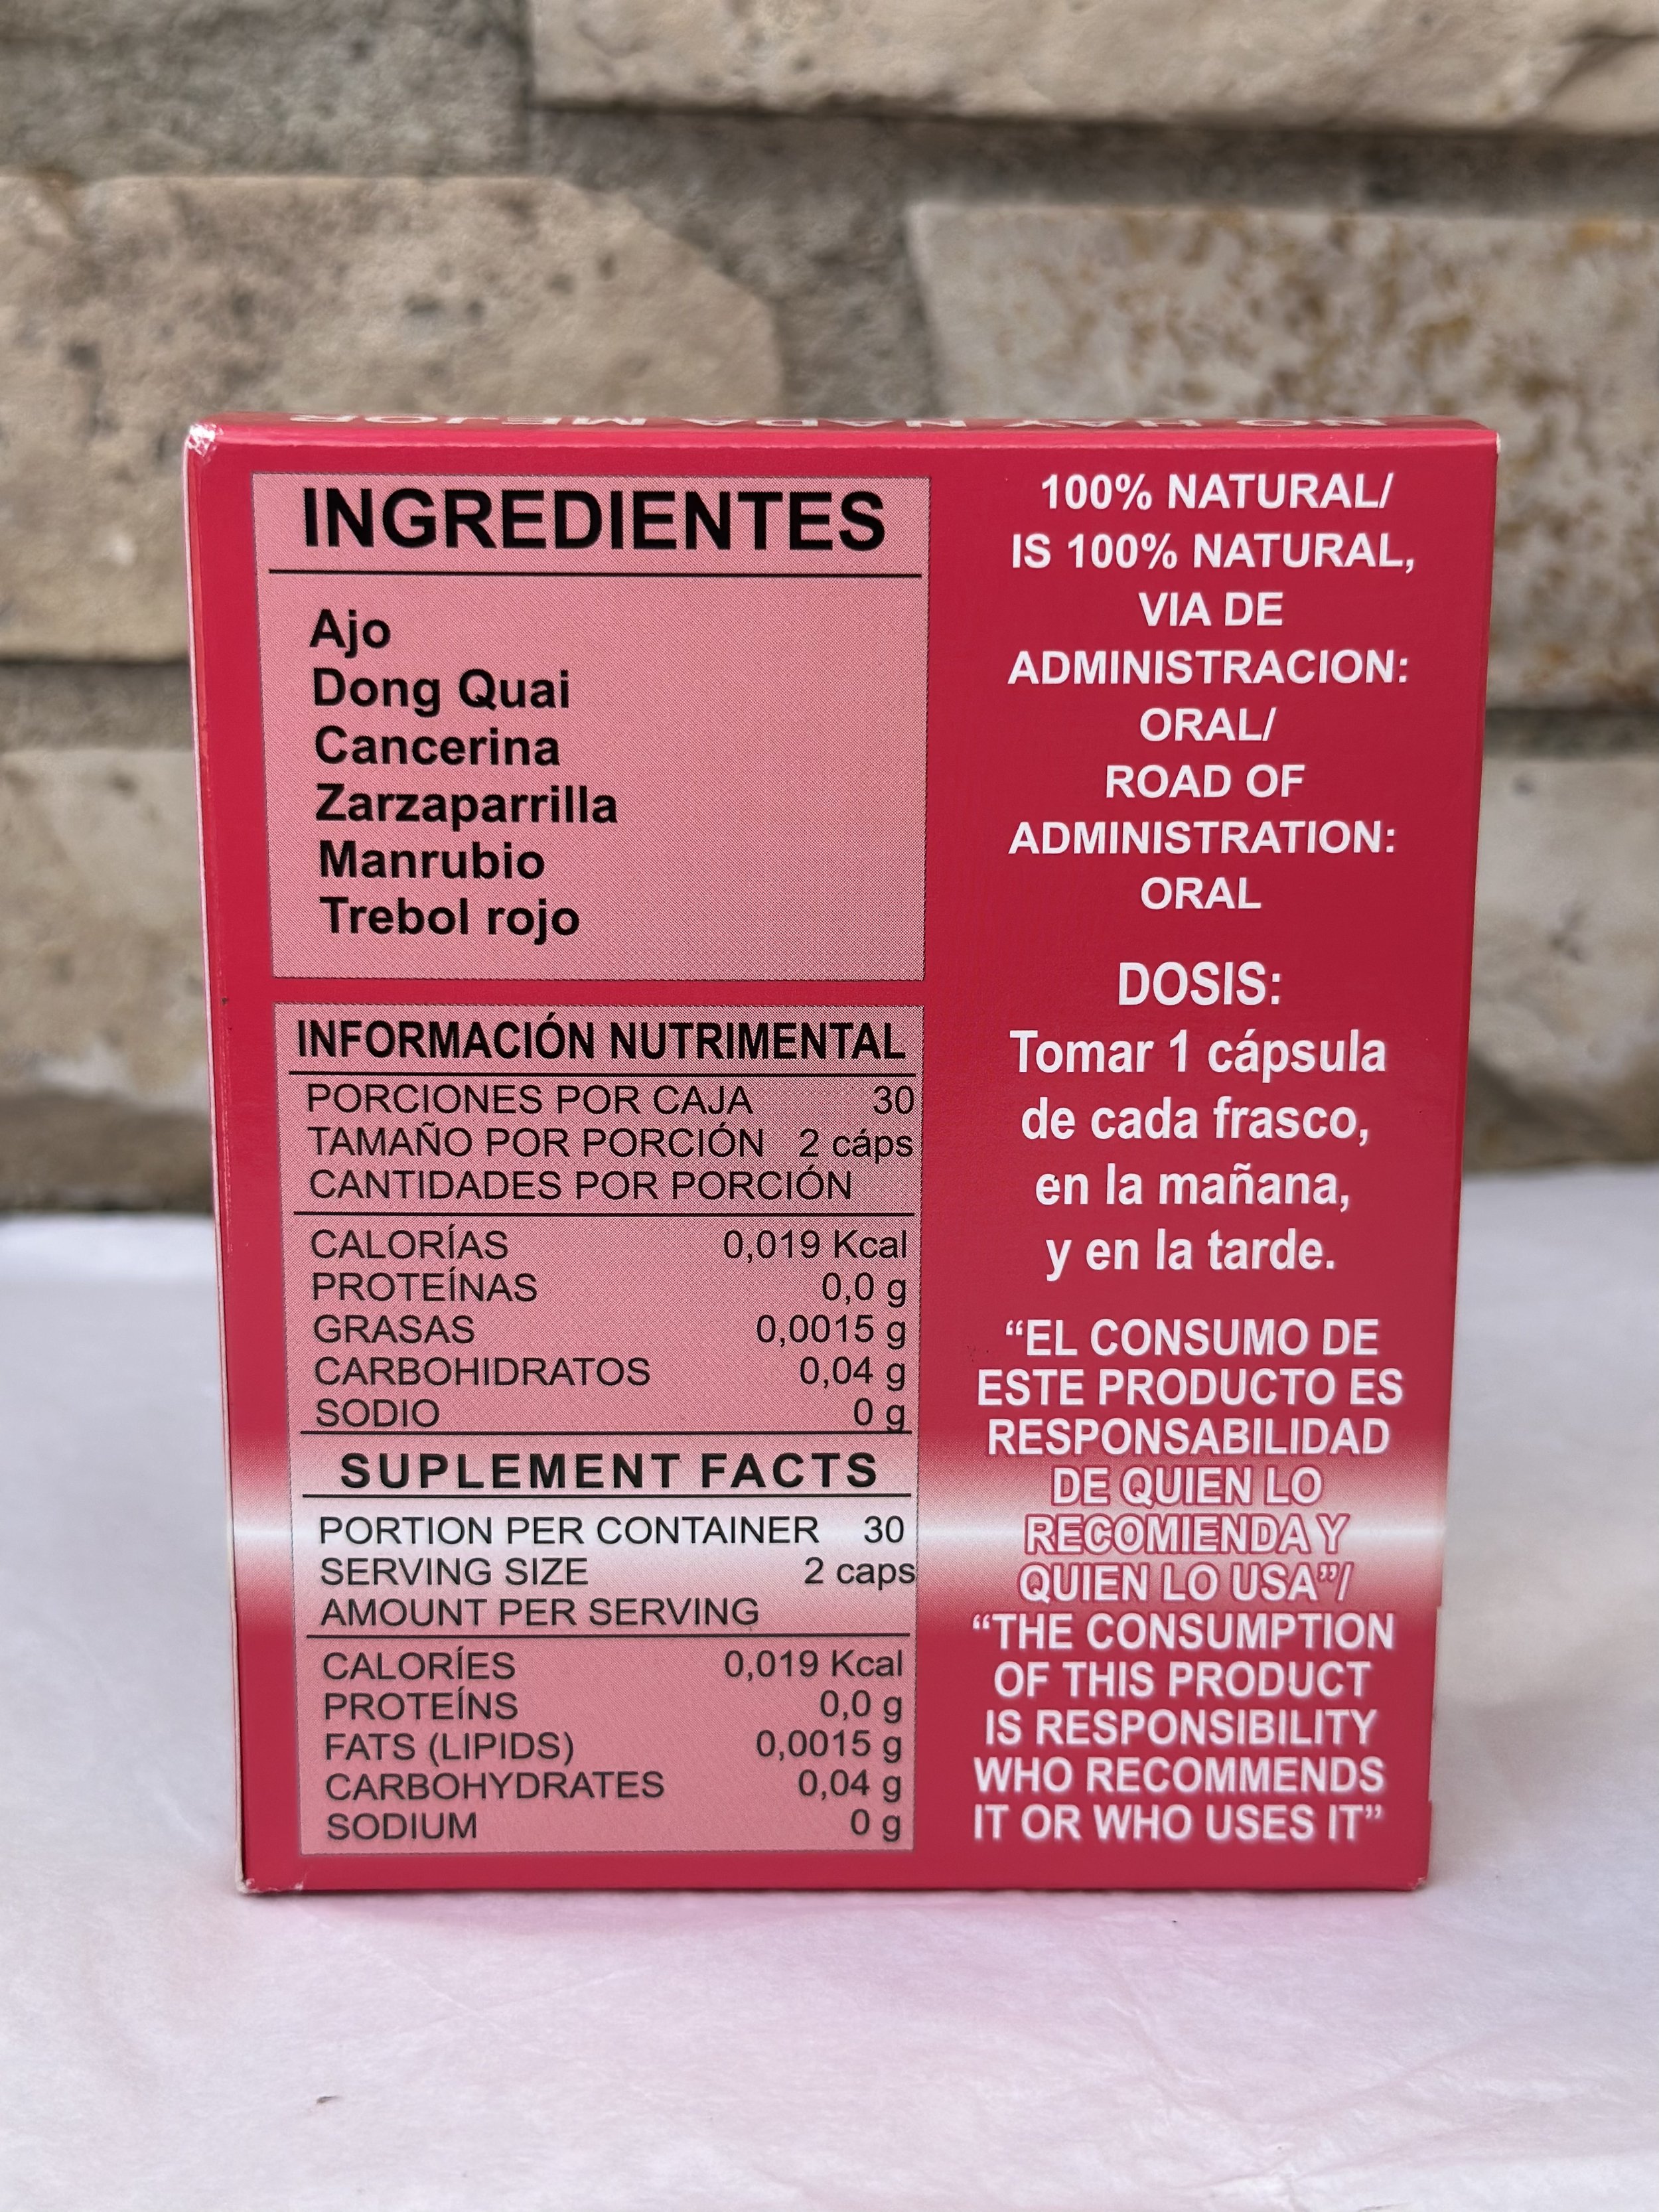 NO HAY NADA MEJOR
INGREDIENTES
Ajo
Dong Quai
Cancerina
Zarzaparrilla
Manrubio
Trebol rojo
INFORMACIÓN NUTRIMENTAL
PORCIONES POR CAJA 30
TAMAÑO POR PORCIÓN 2 cáps
CANTIDADES POR PORCIÓN
CALORÍAS 0,019 Kcal
PROTEÍNAS 0,0 g
GRASAS 0,0015 g
CARBOHIDRATOS 0,04 g
SODIO 0 g
SUPLEMENT FACTS
PORTION PER CONTAINER 30
SERVING SIZE 2 caps
AMOUNT PER SERVING
CALORÍES 0,019 Kcal
PROTEÍNS 0,0 g
FATS (LIPIDS) 0,0015 g
CARBOHYDRATES 0,04 g
SODIUM 0 g
100% NATURAL/
IS 100% NATURAL,
VIA DE
ADMINISTRACION:
ORAL/
ROAD OF
ADMINISTRATION:
ORAL
DOSIS:
Tomar 1 cápsula
de cada frasco,
en la mañana,
y en la tarde.
“EL CONSUMO DE
ESTE PRODUCTO ES
RESPONSABILIDAD
DE QUIEN LO
RECOMIENDA Y
QUIEN LO USA”/
“THE CONSUMPTION
OF THIS PRODUCT
IS RESPONSIBILITY
WHO RECOMMENDS
IT OR WHO USES IT”